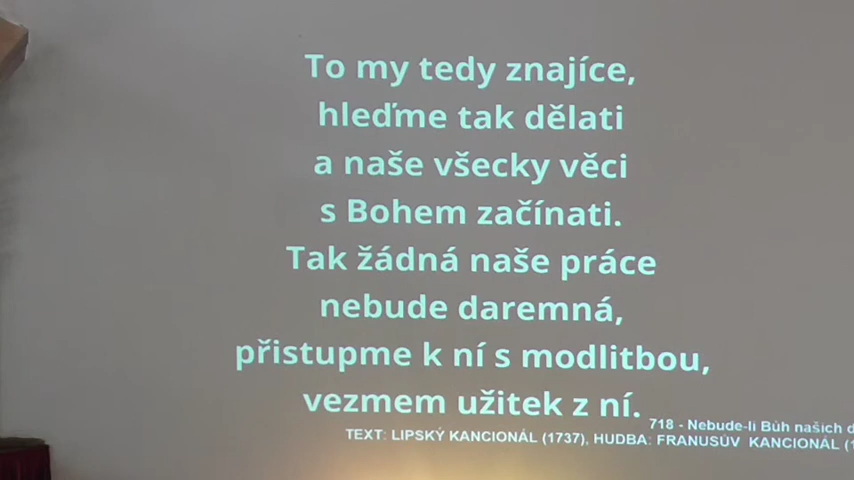 To my tedy znajíce,
hleďme tak dělati
a naše všecky věci
s Bohem začínati.
Tak žádná naše práce
nebude daremná,
přistupme k ní s modlitbou,
vezmem užitek z ní.
718 - Nebude-li Bůh našich
TEXT: LIPSKÝ KANCIONÁL (1737), HUDBA: FRANUSŮV KANCIONÁL